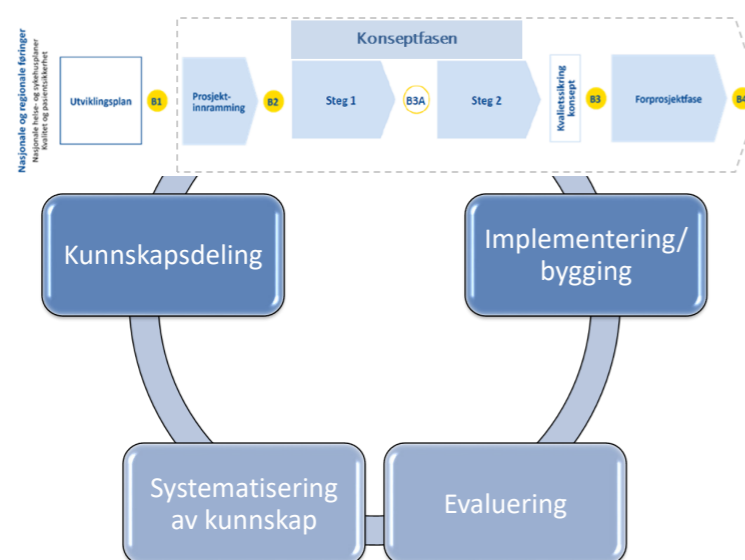 Nasjonale og regionale føringer
Nasjonale helse- og sykehusplaner
Kvalitet og pasientsikkerhet
Konseptfasen
Utviklingsplan
B1
Prosjekt-
innramming
B2
Steg 1
B3A
Steg 2
Kvalietssikring
konsept
B3
Forprosjektfase
B4
Kunnskapsdeling
Implementering/
bygging
Systematisering
av kunnskap
Evaluering